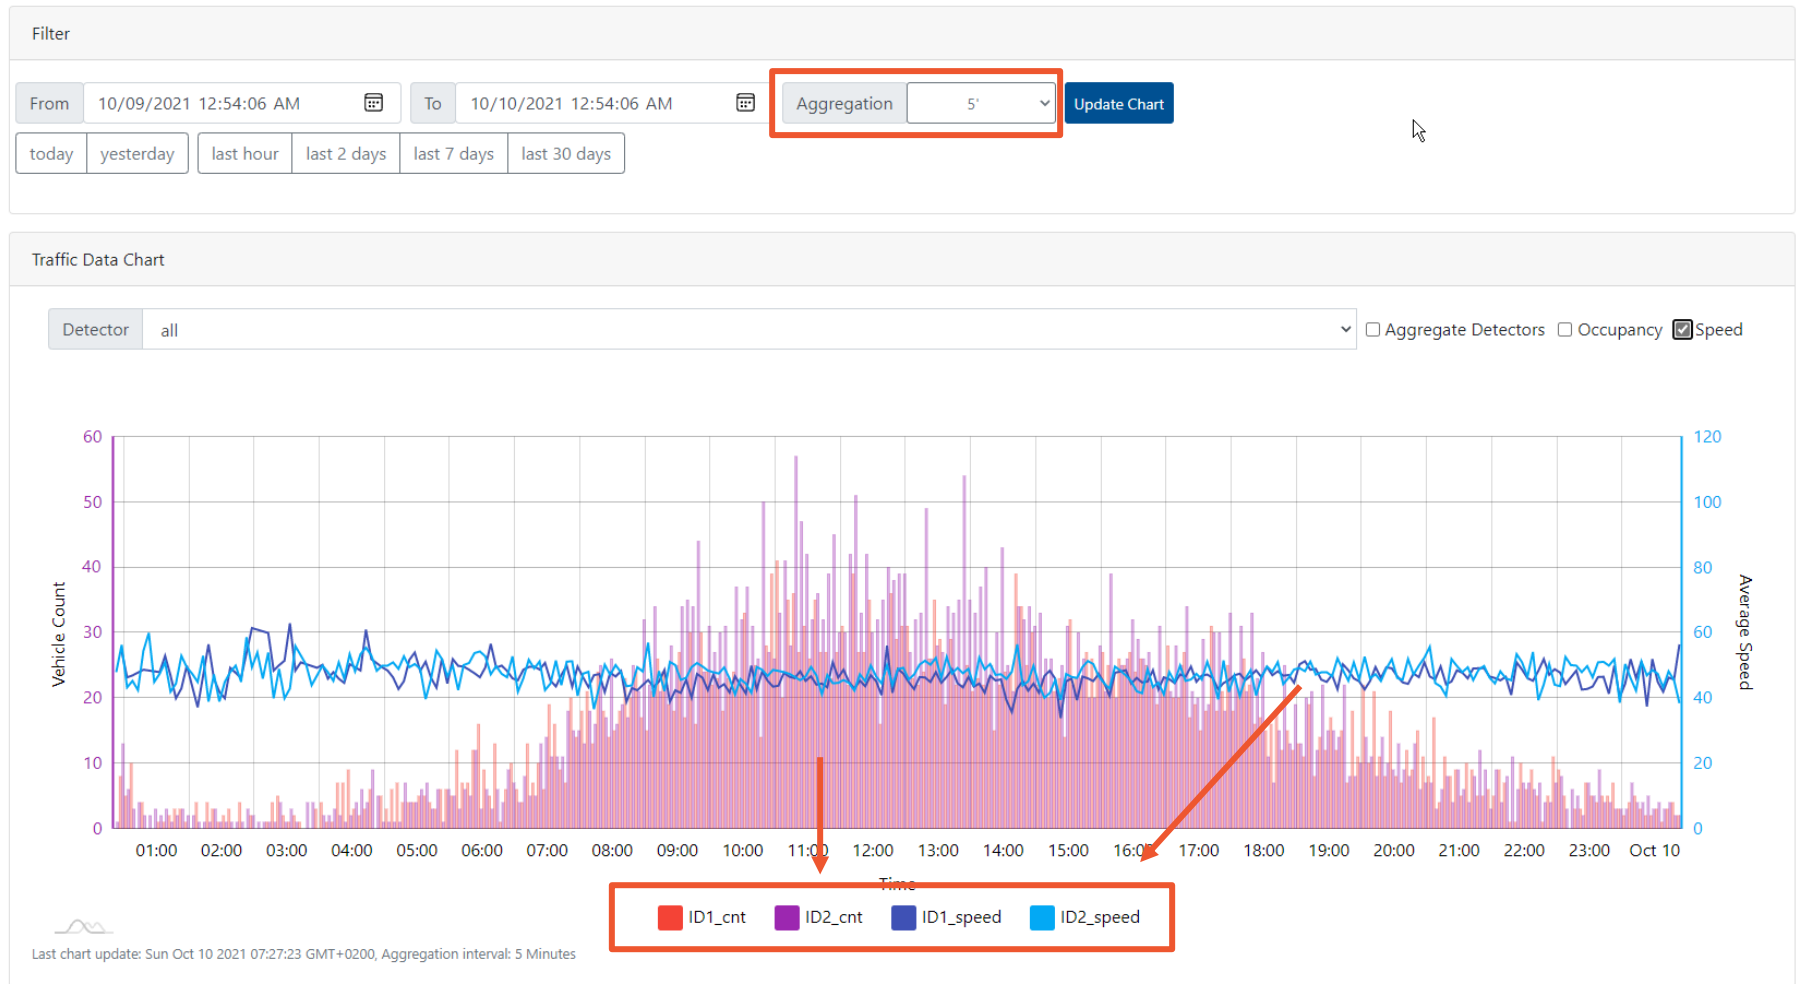 Filter
From 10/09/2021 12:54:06 AM To 10/10/2021 12:54:06 AM Aggregation 5' Update Chart
today yesterday last hour last 2 days last 7 days last 30 days
Traffic Data Chart
Detector all Aggregate Detectors Occupancy Speed
60 120
50 100
40 80
30 60
20 40
10 20
0 0
Vehicle Count
Average Speed
01:00 02:00 03:00 04:00 05:00 06:00 07:00 08:00 09:00 10:00 11:00 12:00 13:00 14:00 15:00 16:00 17:00 18:00 19:00 20:00 21:00 22:00 23:00 Oct 10
Time
ID1_cnt ID2_cnt ID1_speed ID2_speed
Last chart update: Sun Oct 10 2021 07:27:23 GMT+0200, Aggregation interval: 5 Minutes